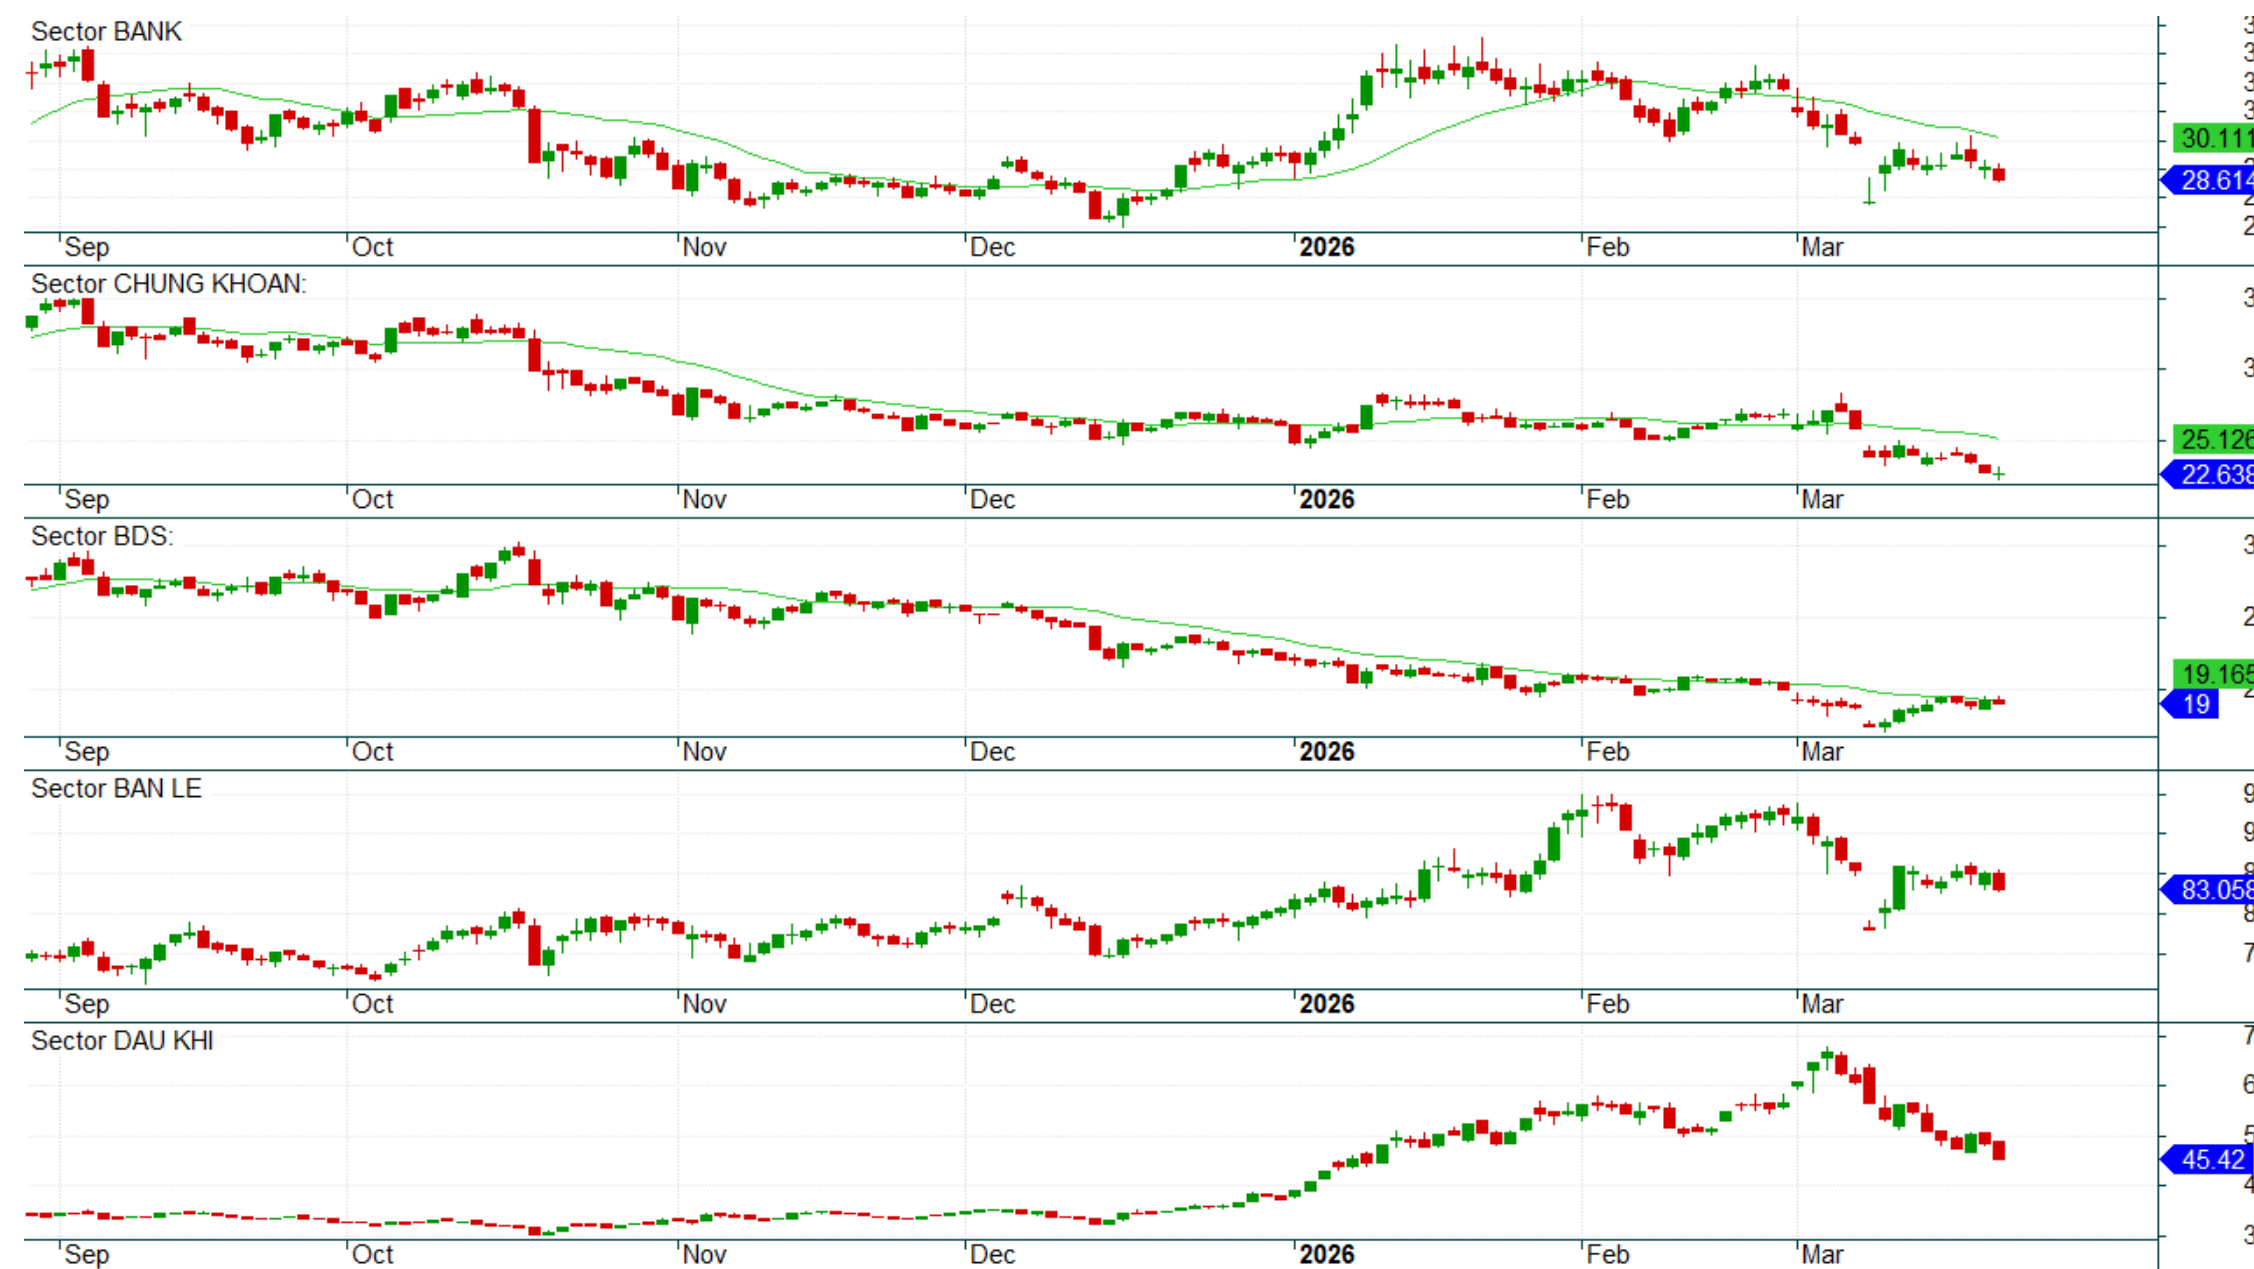 Sector BANK
30.111
28.614
Sep Oct Nov Dec 2026 Feb Mar
Sector CHUNG KHOAN:
25.126
22.638
Sep Oct Nov Dec 2026 Feb Mar
Sector BDS:
19.165
19
Sep Oct Nov Dec 2026 Feb Mar
Sector BAN LE
83.058
Sep Oct Nov Dec 2026 Feb Mar
Sector DAU KHI
45.42
Sep Oct Nov Dec 2026 Feb Mar